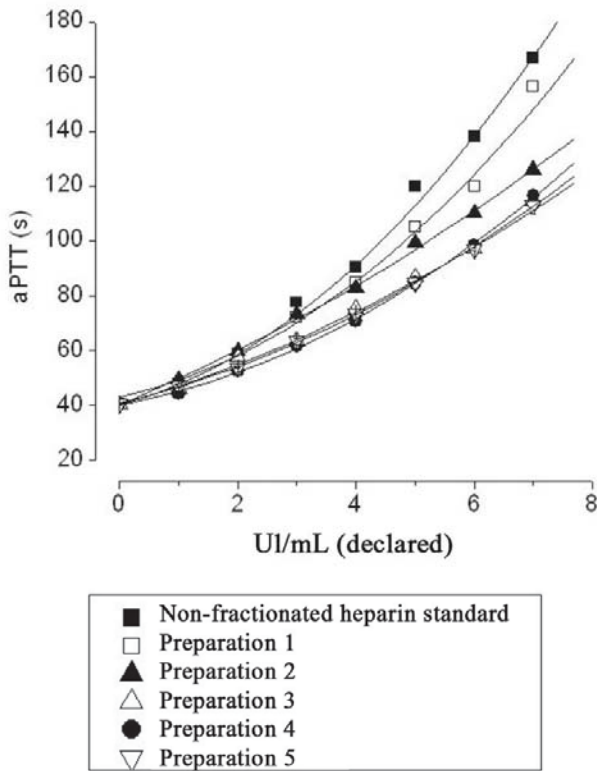 180
160
140
120
100
80
60
40
20
aPTT (s)
0 2 4 6 8
UI/mL (declared)
Non-fractionated heparin standard
Preparation 1
Preparation 2
Preparation 3
Preparation 4
Preparation 5